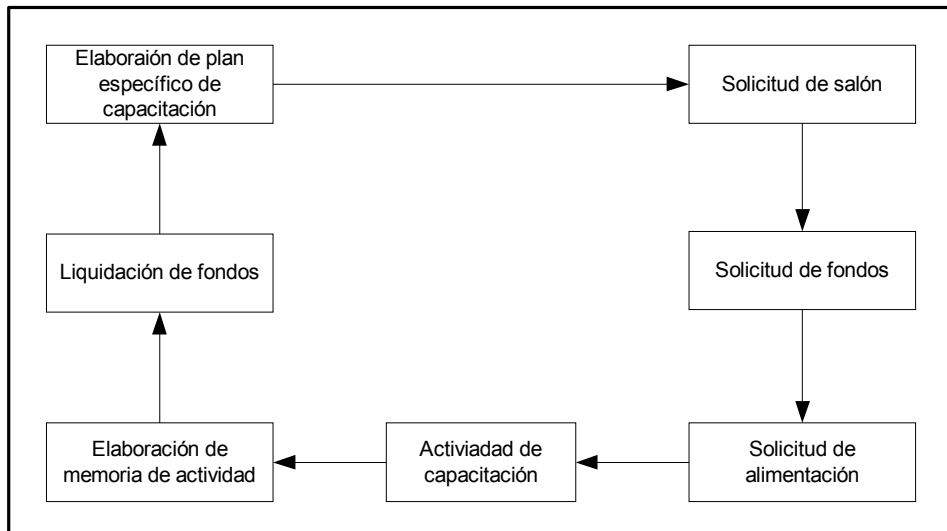 Elaboraión de plan
específico de
capacitación
Solicitud de salón
Solicitud de fondos
Solicitud de
alimentación
Activiadad de
capacitación
Elaboración de
memoria de actividad
Liquidación de fondos